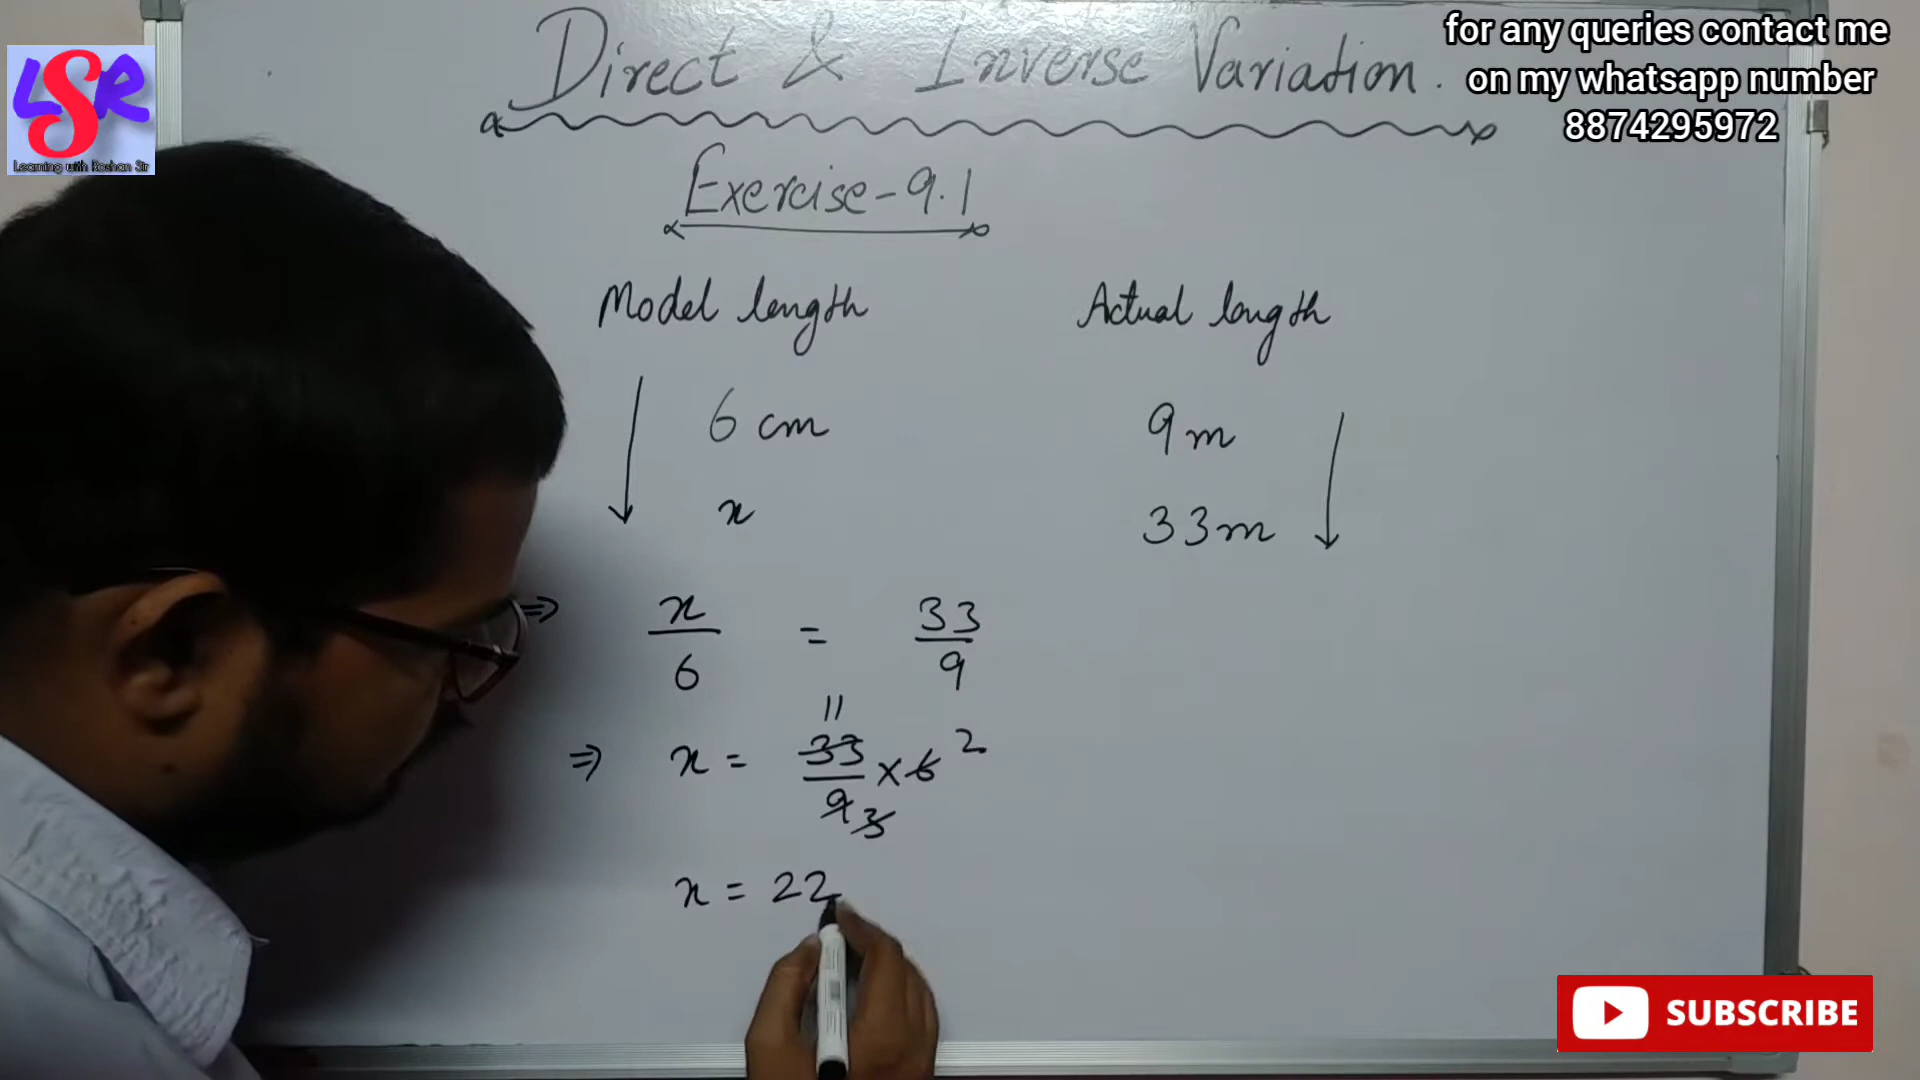 for any queries contact me
on my whatsapp number
8874295972
LSR
Learning with Roshan Sir
Direct & Inverse Variation.
Exercise-9.1
Model length Actual length
6 cm 9m
x 33m
⇒ x/6 = 33/9
⇒ x = 33/9 × 6 11 2 3
x = 22
SUBSCRIBE